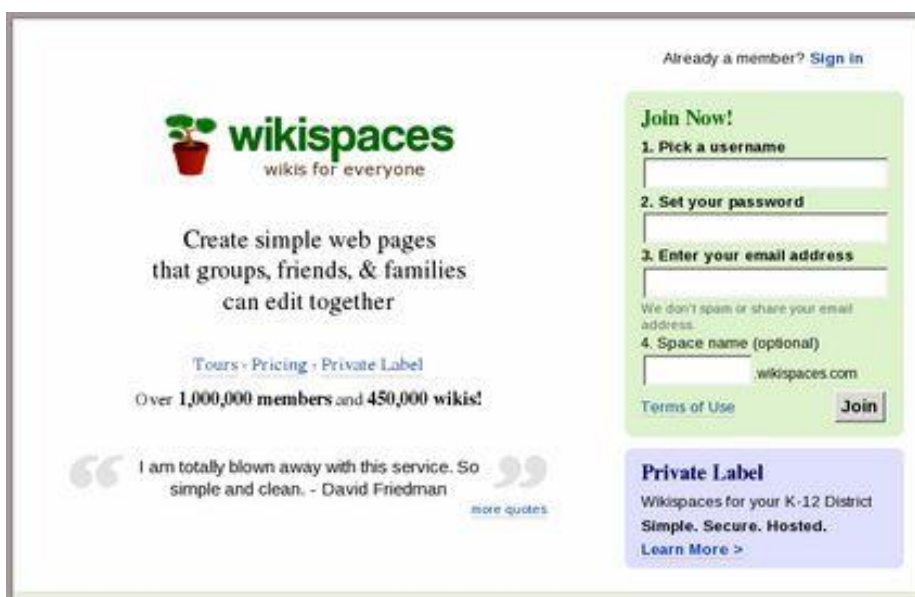 Already a member? Sign in
wikispaces
wikis for everyone
Create simple web pages
that groups, friends, & families
can edit together
Tours - Pricing - Private Label
Over 1,000,000 members and 450,000 wikis!
“ I am totally blown away with this service. So ”
simple and clean. - David Friedman
more quotes
Join Now!
1. Pick a username
2. Set your password
3. Enter your email address
We don't spam or share your email
address.
4. Space name (optional)
.wikispaces.com
Terms of Use
Join
Private Label
Wikispaces for your K-12 District
Simple. Secure. Hosted.
Learn More >